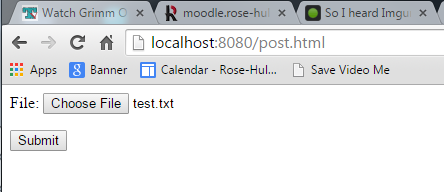 Watch Grimm O
moodle.rose-hul
So I heard Imgu
localhost:8080/post.html
Apps Banner Calendar - Rose-Hul... Save Video Me
File: Choose File test.txt
Submit